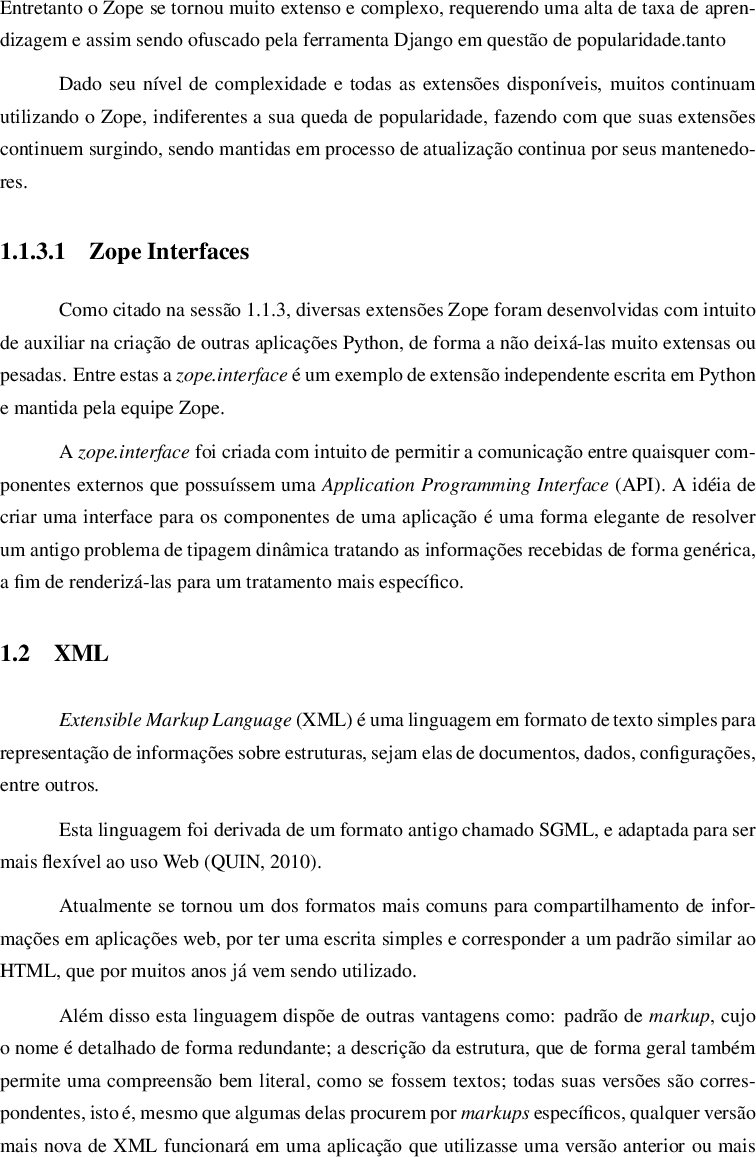 Entretanto o Zope se tornou muito extenso e complexo, requerendo uma alta de taxa de apren-
dizagem e assim sendo ofuscado pela ferramenta Django em questão de popularidade.tanto
Dado seu nível de complexidade e todas as extensões disponíveis, muitos continuam
utilizando o Zope, indiferentes a sua queda de popularidade, fazendo com que suas extensões
continuem surgindo, sendo mantidas em processo de atualização continua por seus mantenedo-
res.
1.1.3.1 Zope Interfaces
Como citado na sessão 1.1.3, diversas extensões Zope foram desenvolvidas com intuito
de auxiliar na criação de outras aplicações Python, de forma a não deixá-las muito extensas ou
pesadas. Entre estas a zope.interface é um exemplo de extensão independente escrita em Python
e mantida pela equipe Zope.
A zope.interface foi criada com intuito de permitir a comunicação entre quaisquer com-
ponentes externos que possuíssem uma Application Programming Interface (API). A idéia de
criar uma interface para os componentes de uma aplicação é uma forma elegante de resolver
um antigo problema de tipagem dinâmica tratando as informações recebidas de forma genérica,
a fim de renderizá-las para um tratamento mais específico.
1.2 XML
Extensible Markup Language (XML) é uma linguagem em formato de texto simples para
representação de informações sobre estruturas, sejam elas de documentos, dados, configurações,
entre outros.
Esta linguagem foi derivada de um formato antigo chamado SGML, e adaptada para ser
mais flexível ao uso Web (QUIN, 2010).
Atualmente se tornou um dos formatos mais comuns para compartilhamento de infor-
mações em aplicações web, por ter uma escrita simples e corresponder a um padrão similar ao
HTML, que por muitos anos já vem sendo utilizado.
Além disso esta linguagem dispõe de outras vantagens como: padrão de markup, cujo
o nome é detalhado de forma redundante; a descrição da estrutura, que de forma geral também
permite uma compreensão bem literal, como se fossem textos; todas suas versões são corres-
pondentes, isto é, mesmo que algumas delas procurem por markups específicos, qualquer versão
mais nova de XML funcionará em uma aplicação que utilizasse uma versão anterior ou mais